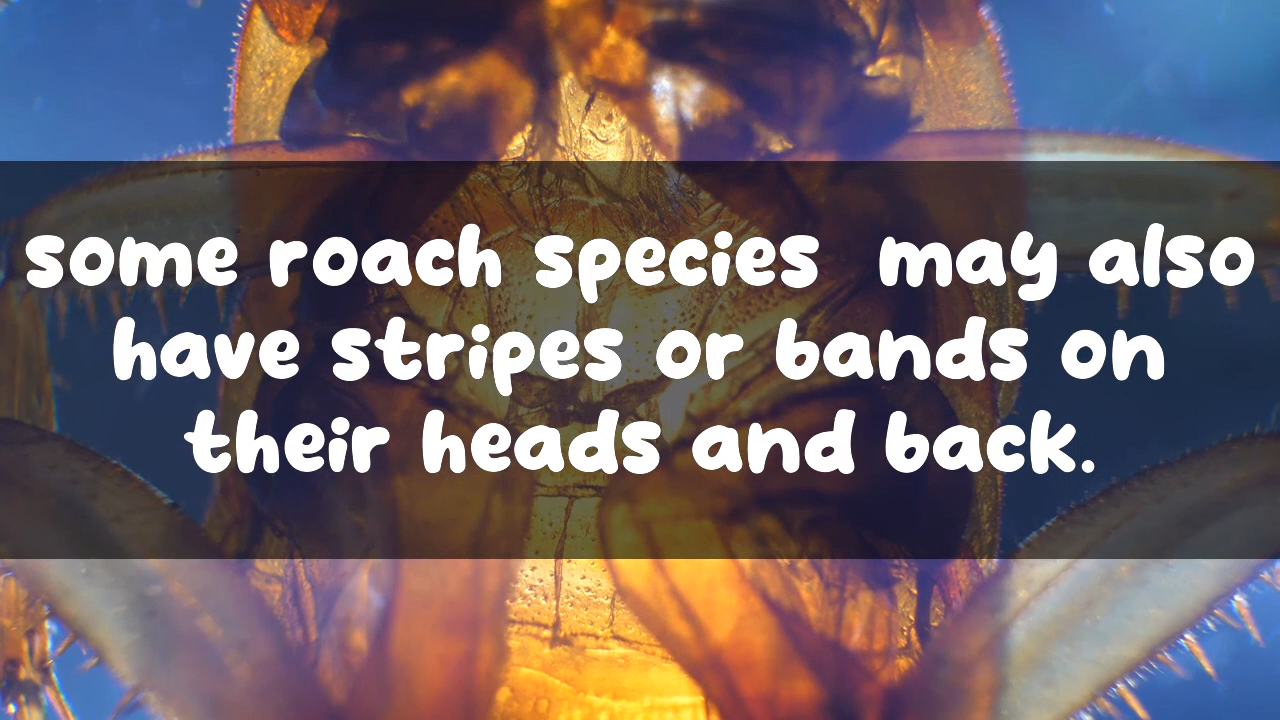 some roach species  may also
have stripes or bands on
their heads and back.